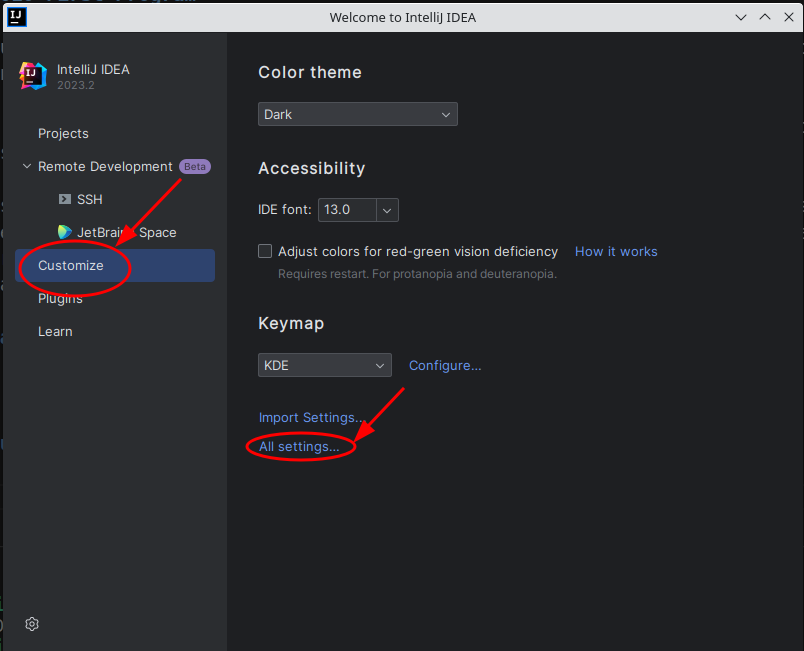 Welcome to IntelliJ IDEA
IntelliJ IDEA
2023.2
Projects
Remote Development Beta
SSH
JetBrains Space
Customize
Plugins
Learn
Color theme
Dark
Accessibility
IDE font: 13.0
Adjust colors for red-green vision deficiency How it works
Requires restart. For protanopia and deuteranopia.
Keymap
KDE Configure...
Import Settings...
All settings...